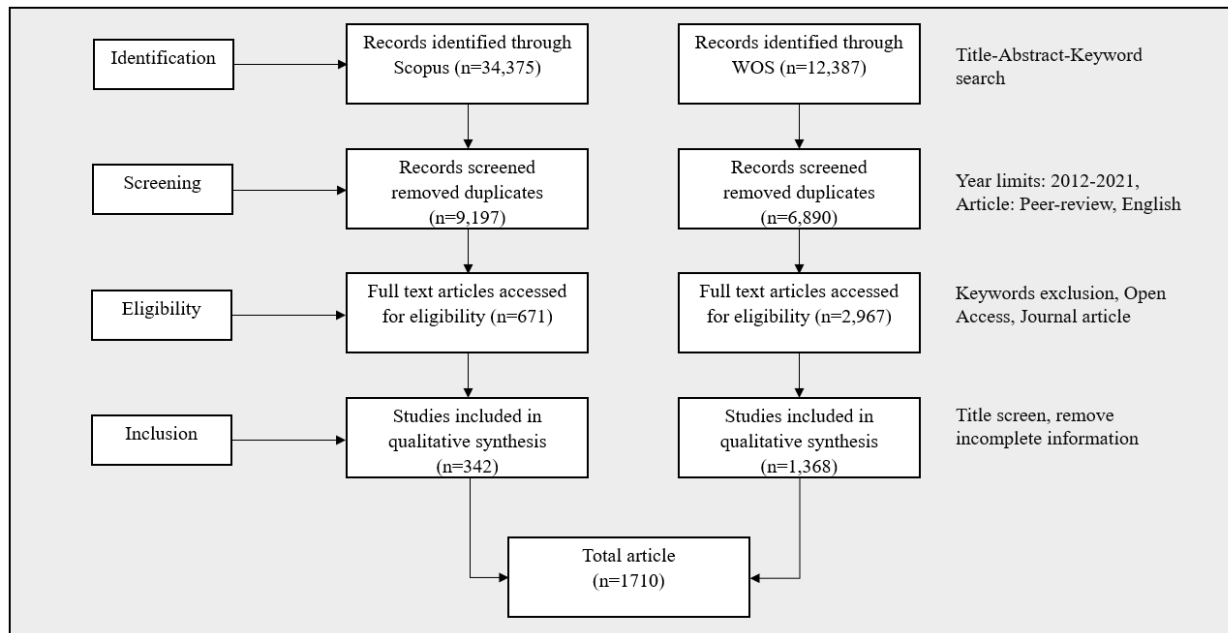 Identification
Records identified through
Scopus (n=34,375)
Records identified through
WOS (n=12,387)
Title-Abstract-Keyword
search
Screening
Records screened
removed duplicates
(n=9,197)
Records screened
removed duplicates
(n=6,890)
Year limits: 2012-2021,
Article: Peer-review, English
Eligibility
Full text articles accessed
for eligibility (n=671)
Full text articles accessed
for eligibility (n=2,967)
Keywords exclusion, Open
Access, Journal article
Inclusion
Studies included in
qualitative synthesis
(n=342)
Studies included in
qualitative synthesis
(n=1,368)
Title screen, remove
incomplete information
Total article
(n=1710)